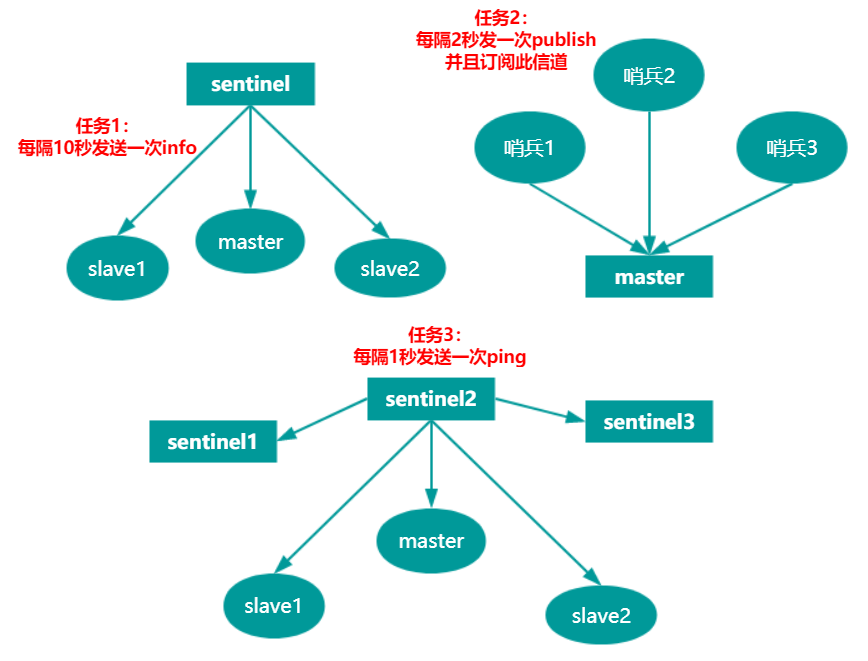 任务1：
每隔10秒发送一次info
sentinel
slave1
master
slave2
任务2：
每隔2秒发一次publish
并且订阅此信道
哨兵1
哨兵2
哨兵3
master
任务3：
每隔1秒发送一次ping
sentinel2
sentinel1
sentinel3
master
slave1
slave2